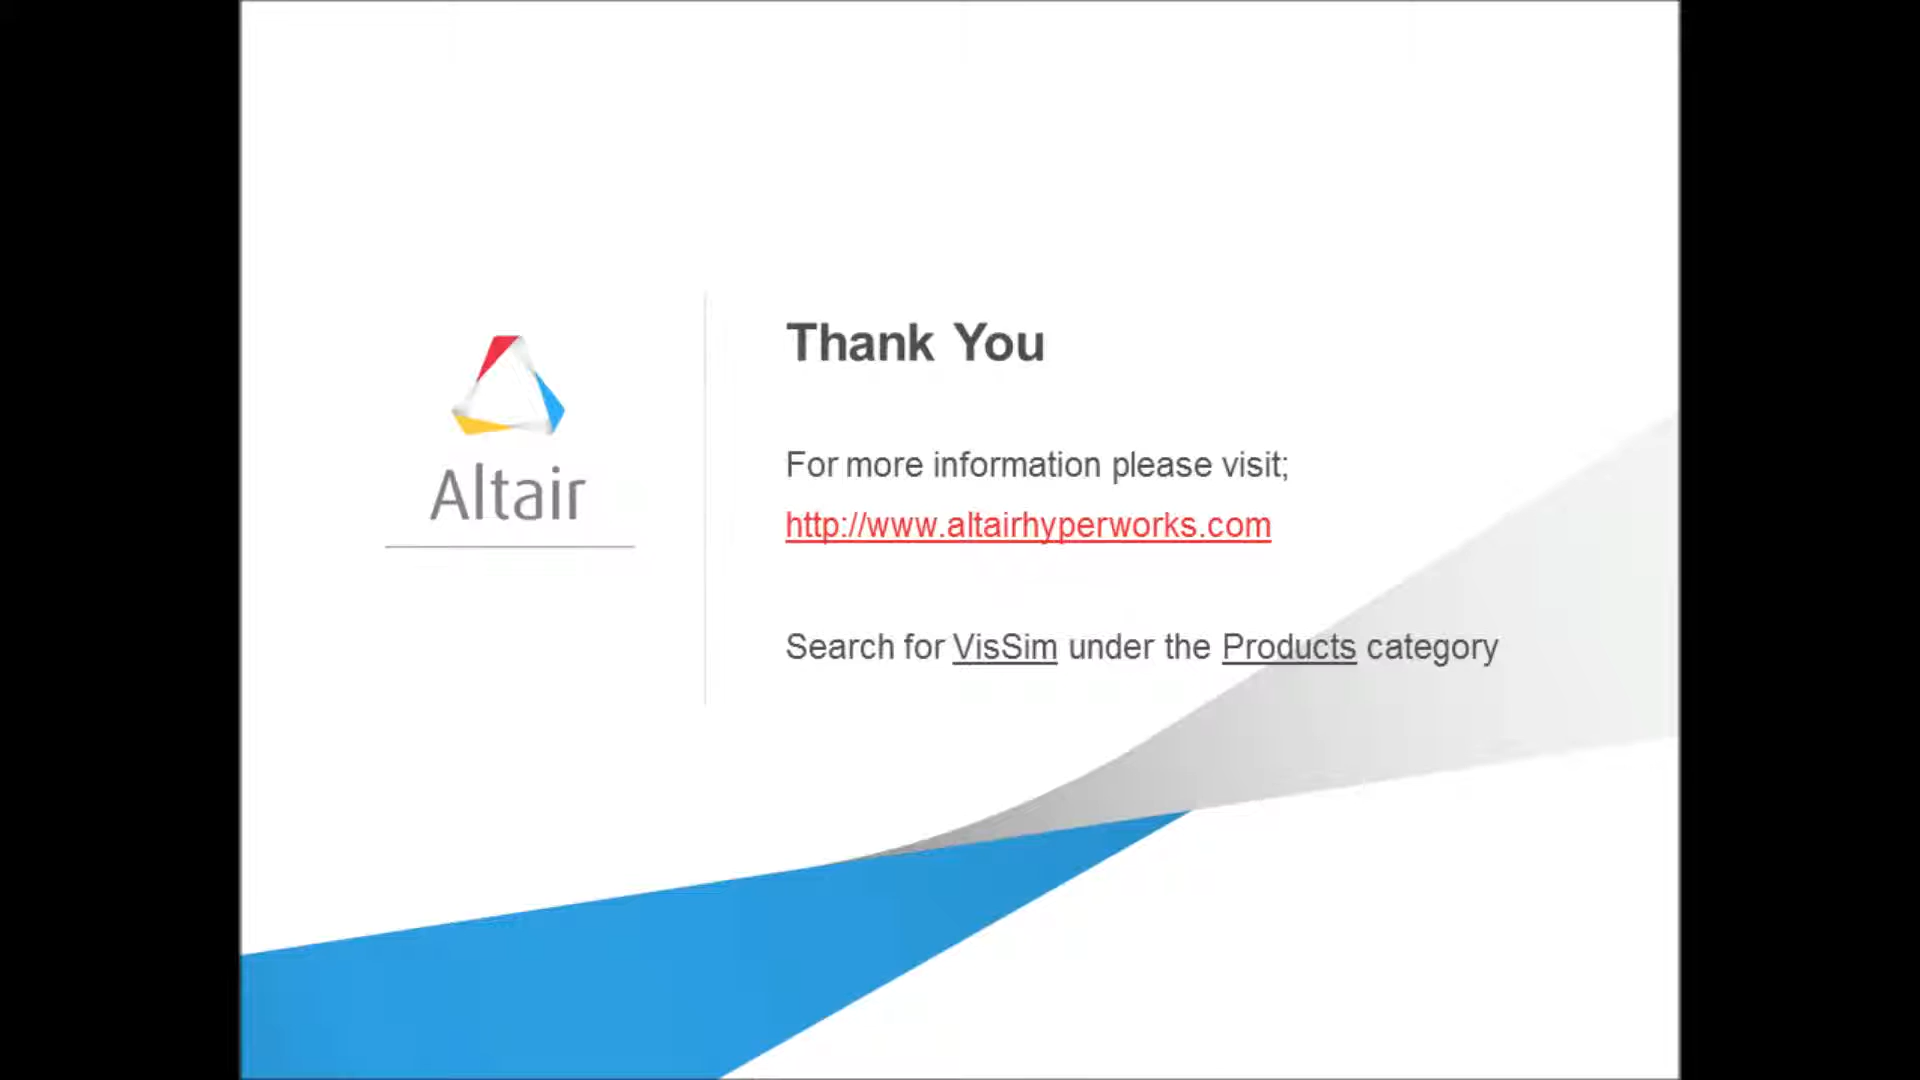 Altair
Thank You
For more information please visit;
http://www.altairhyperworks.com
Search for VisSim under the Products category